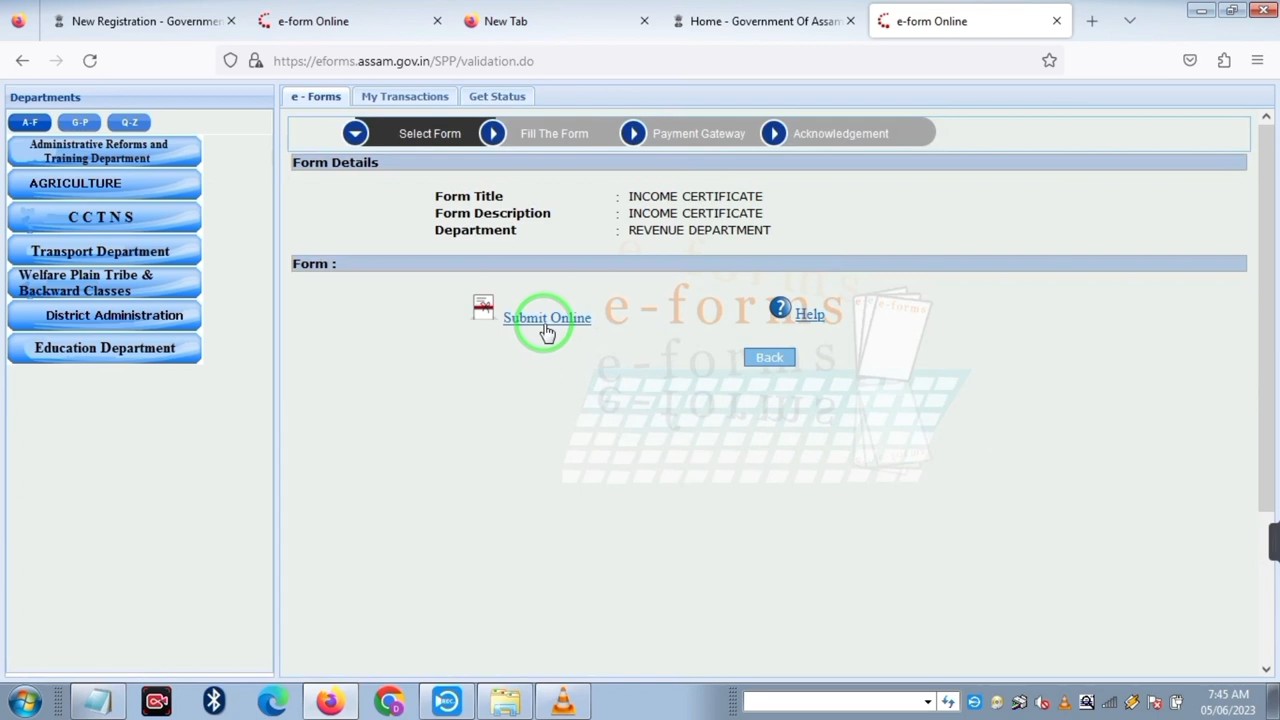 New Registration - Governmen
e-form Online
New Tab
Home - Government Of Assam
e-form Online
https://eforms.assam.gov.in/SPP/validation.do
Departments
A-F
G-P
Q-Z
Administrative Reforms and
Training Department
AGRICULTURE
C C T N S
Transport Department
Welfare Plain Tribe &
Backward Classes
District Administration
Education Department
e - Forms
My Transactions
Get Status
Select Form
Fill The Form
Payment Gateway
Acknowledgement
Form Details
Form Title : INCOME CERTIFICATE
Form Description : INCOME CERTIFICATE
Department : REVENUE DEPARTMENT
Form :
e-forms
Submit Online
? Help
e-forms
Back
e-forms
REC
7:45 AM
05/06/2023